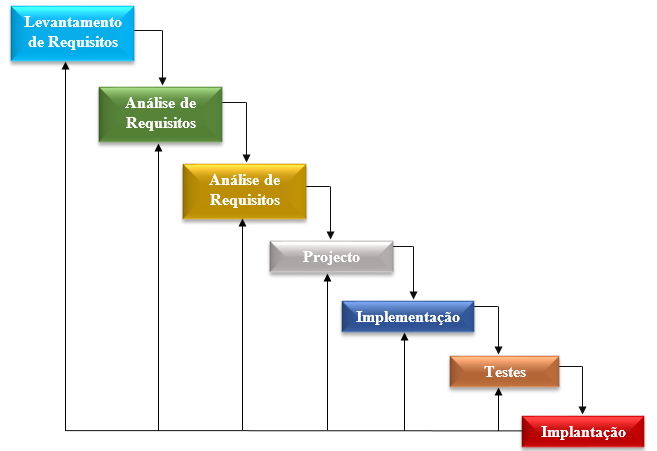 Levantamento
de Requisitos
Análise de
Requisitos
Análise de
Requisitos
Projecto
Implementação
Testes
Implantação